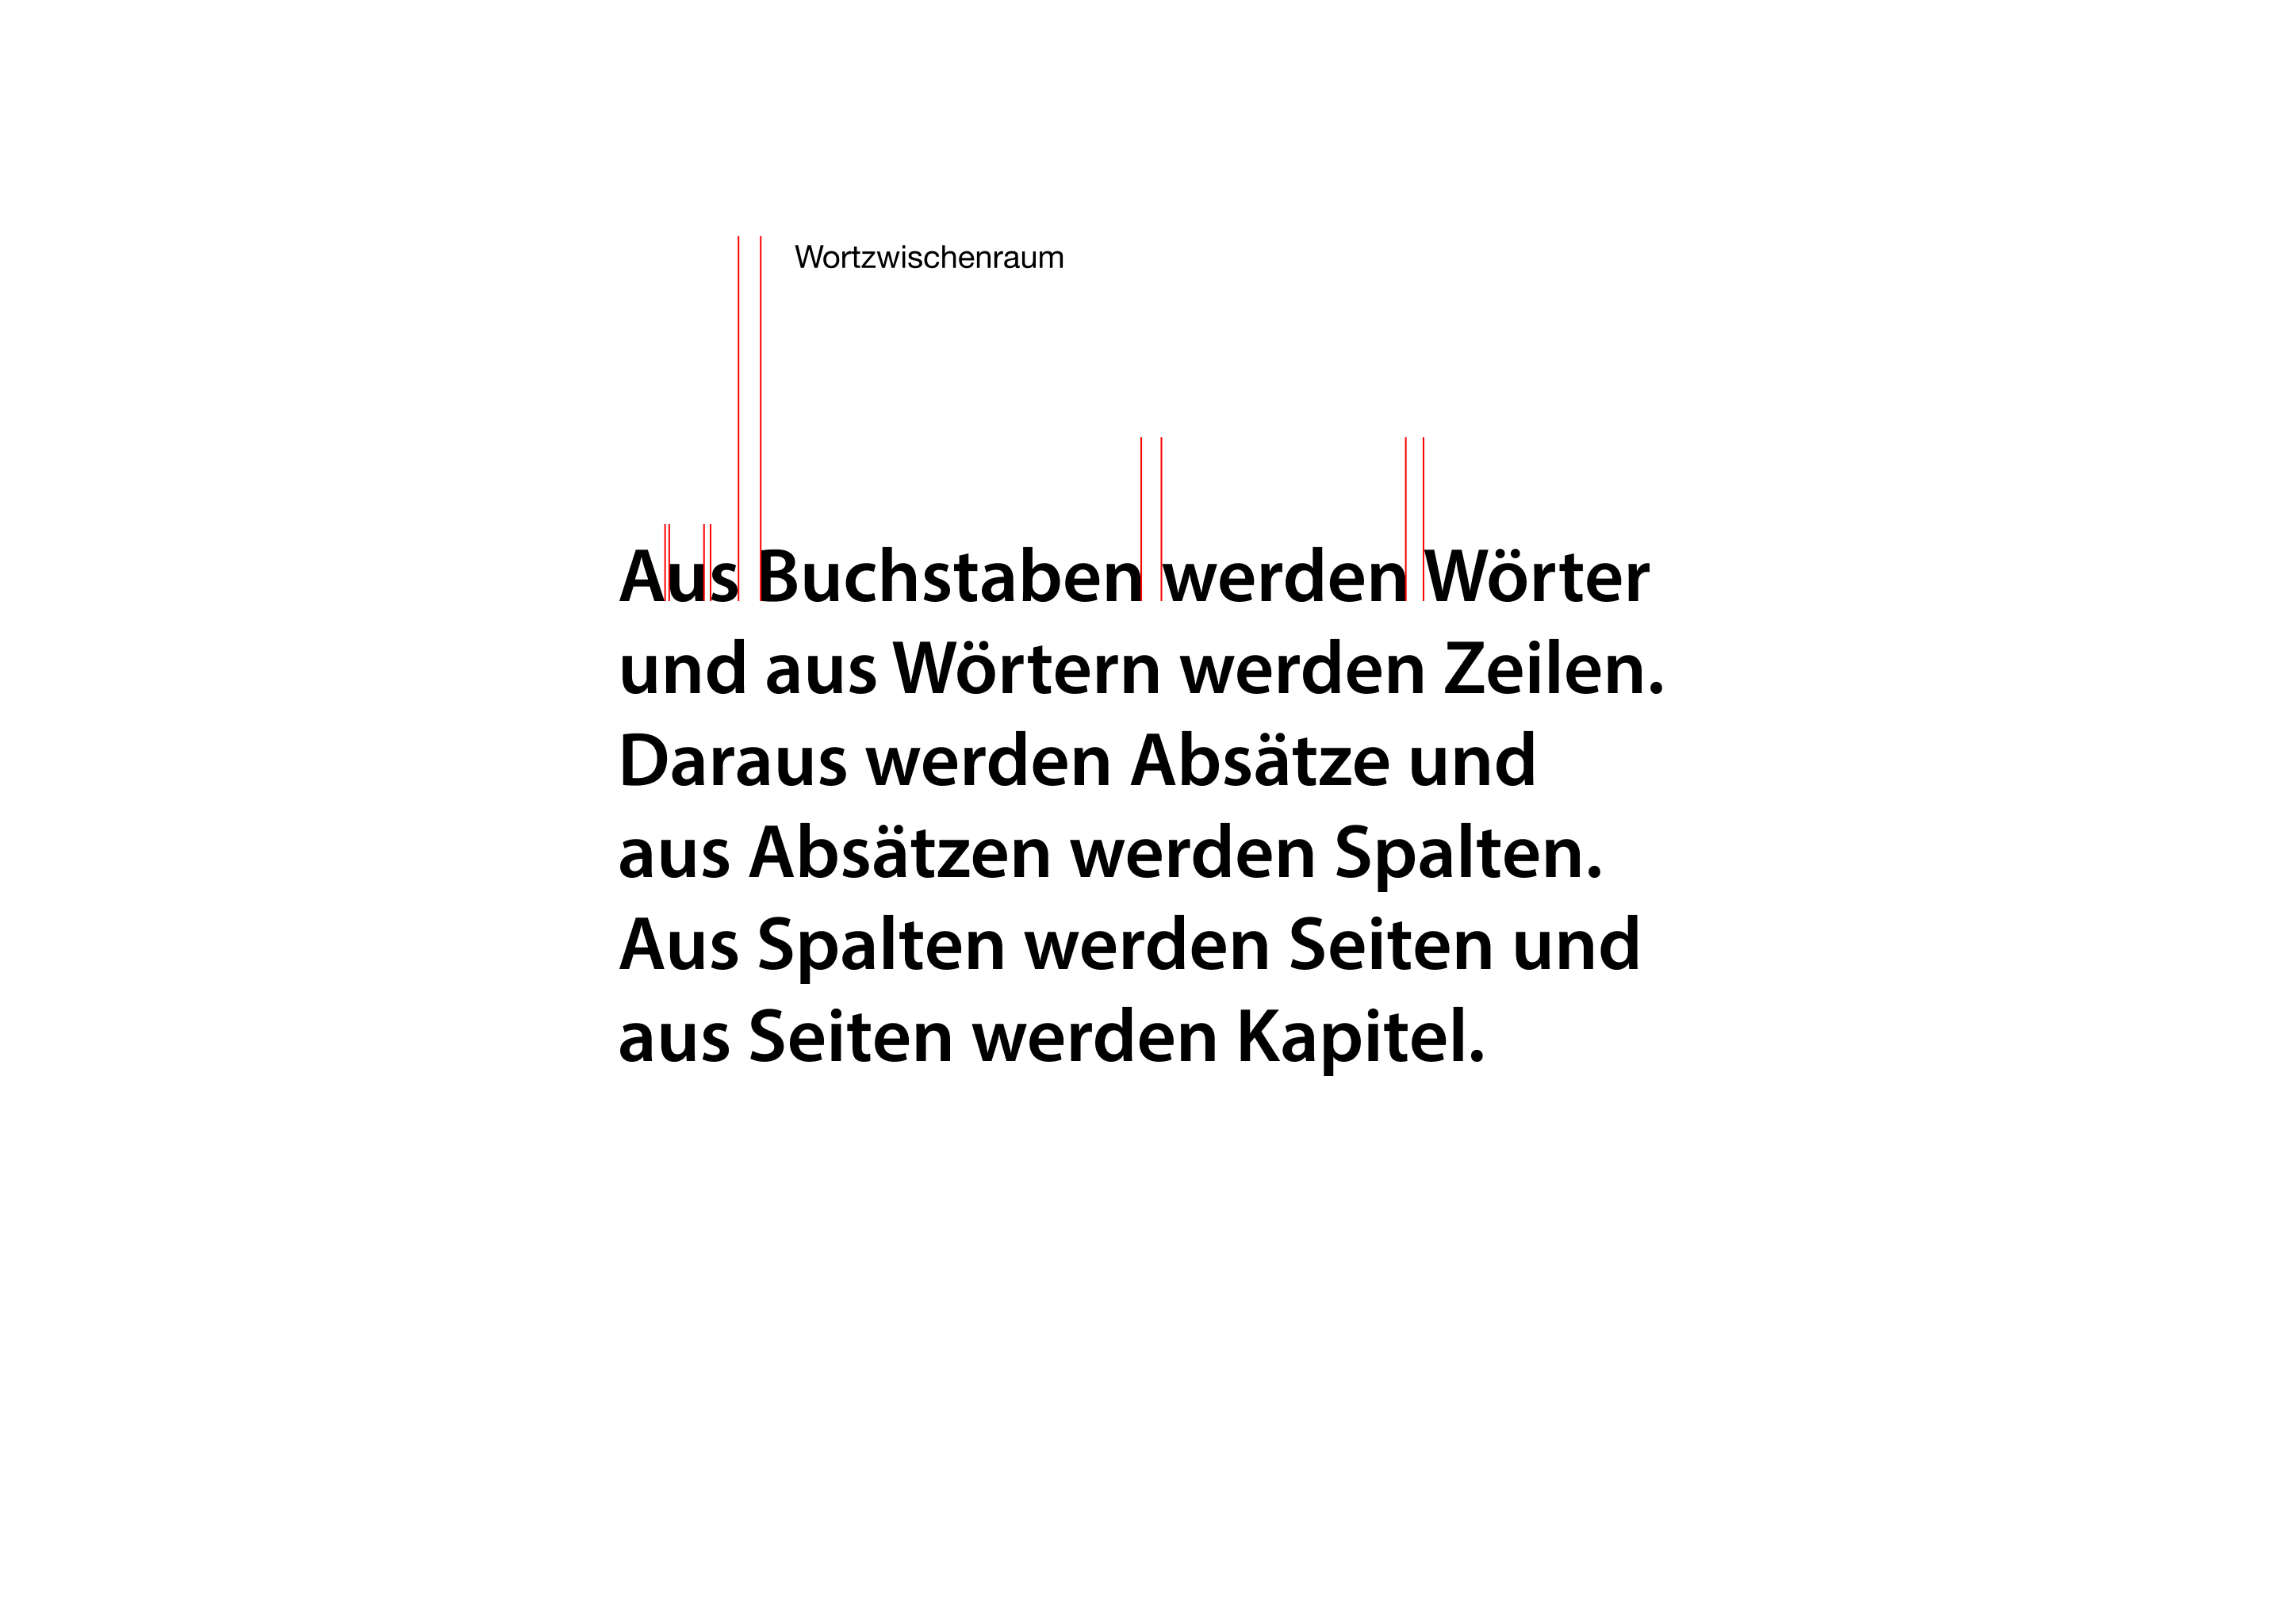 Wortzwischenraum
Aus Buchstaben werden Wörter
und aus Wörtern werden Zeilen.
Daraus werden Absätze und
aus Absätzen werden Spalten.
Aus Spalten werden Seiten und
aus Seiten werden Kapitel.